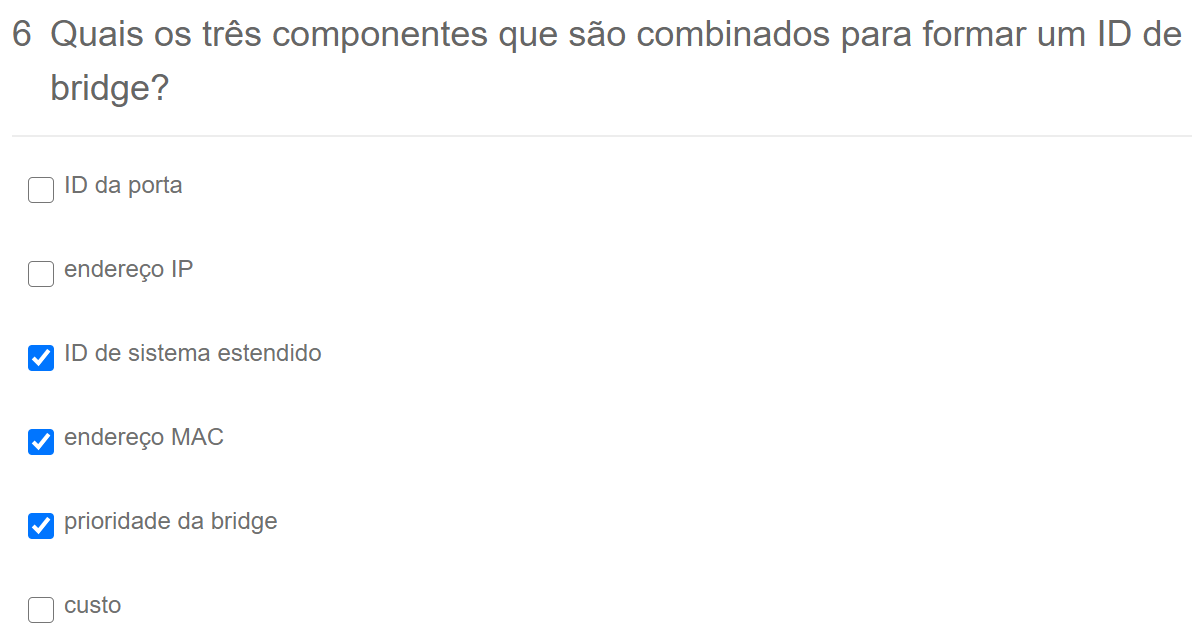 6 Quais os três componentes que são combinados para formar um ID de
bridge?
ID da porta
endereço IP
ID de sistema estendido
endereço MAC
prioridade da bridge
custo